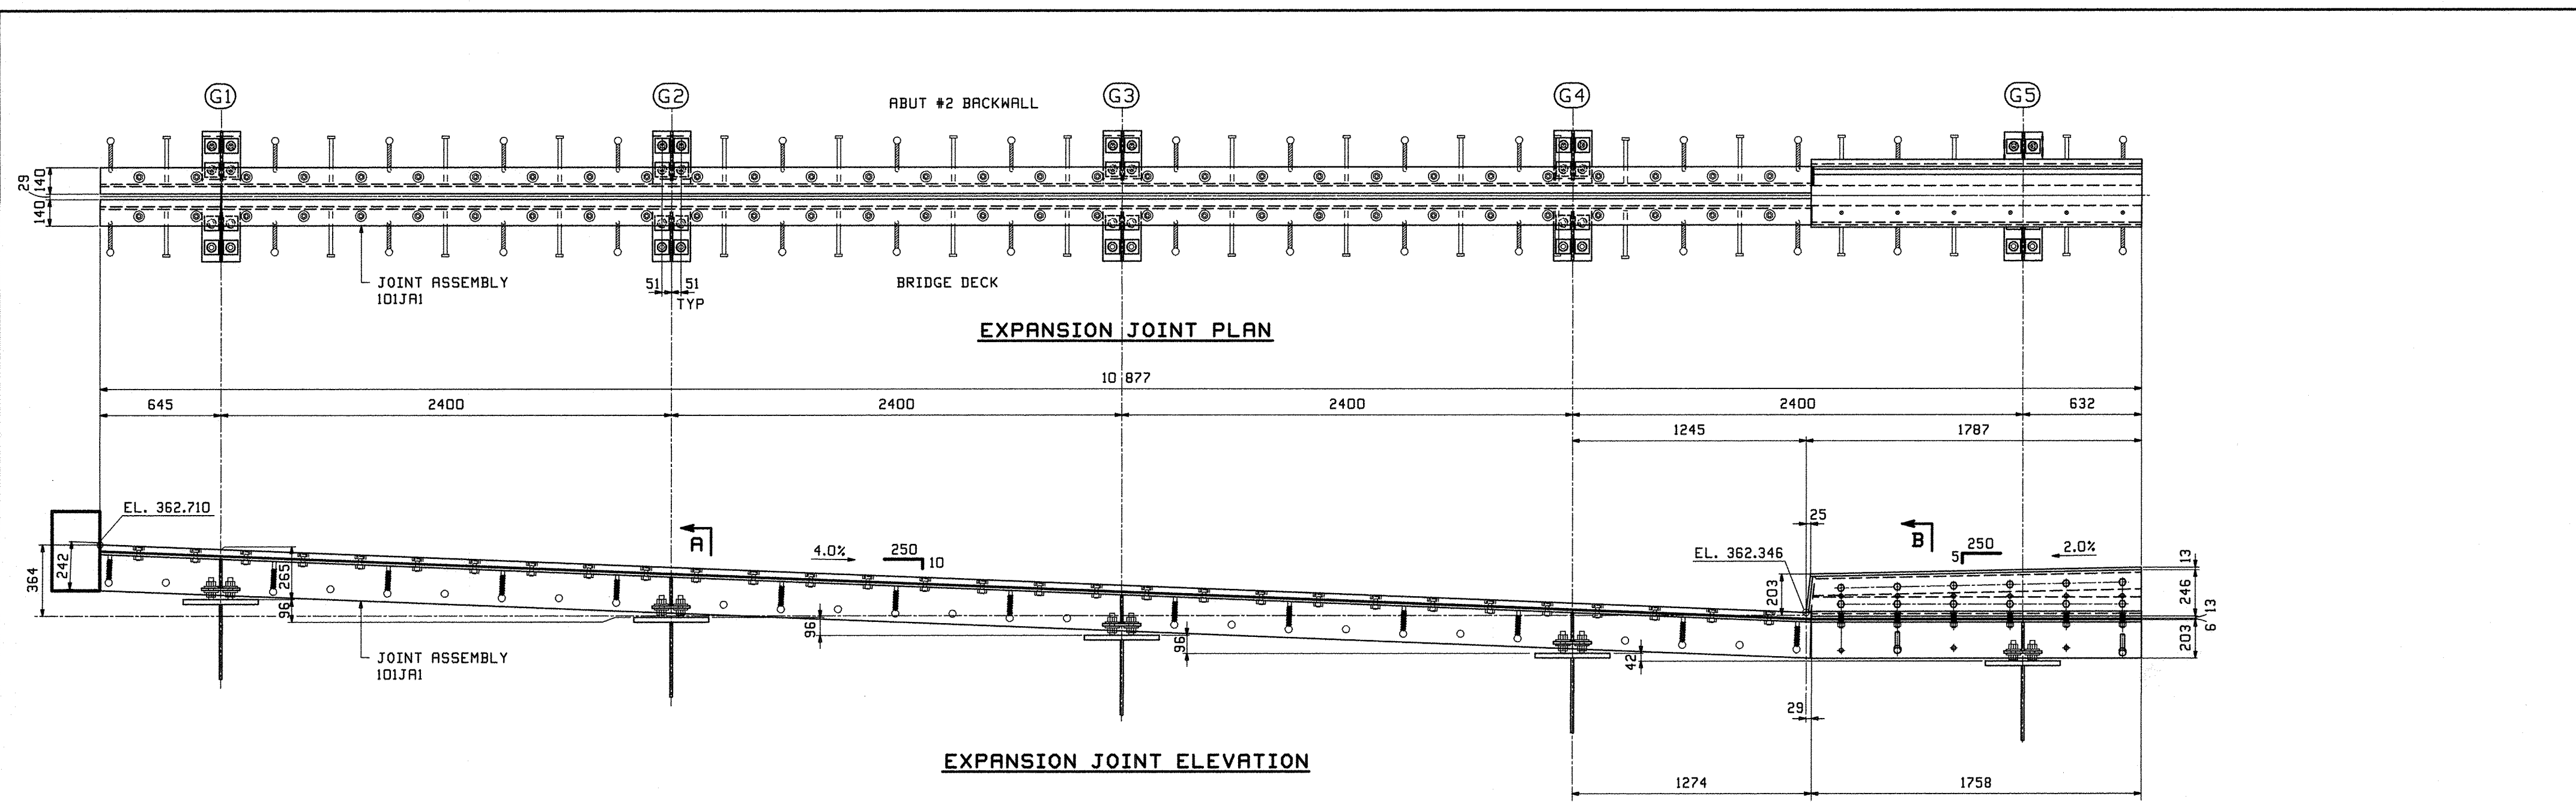 G1
G2
G3
G4
G5
ABUT #2 BACKWALL
29
140
140
JOINT ASSEMBLY
101JA1
51
51
TYP
BRIDGE DECK
EXPANSION JOINT PLAN
10 877
645
2400
2400
2400
2400
632
1245
1787
EL. 362.710
364
242
265
96
A
4.0%
250
10
96
96
EL. 362.346
25
203
B
250
5
2.0%
13
246
13
6
203
42
29
JOINT ASSEMBLY
101JA1
EXPANSION JOINT ELEVATION
1274
1758